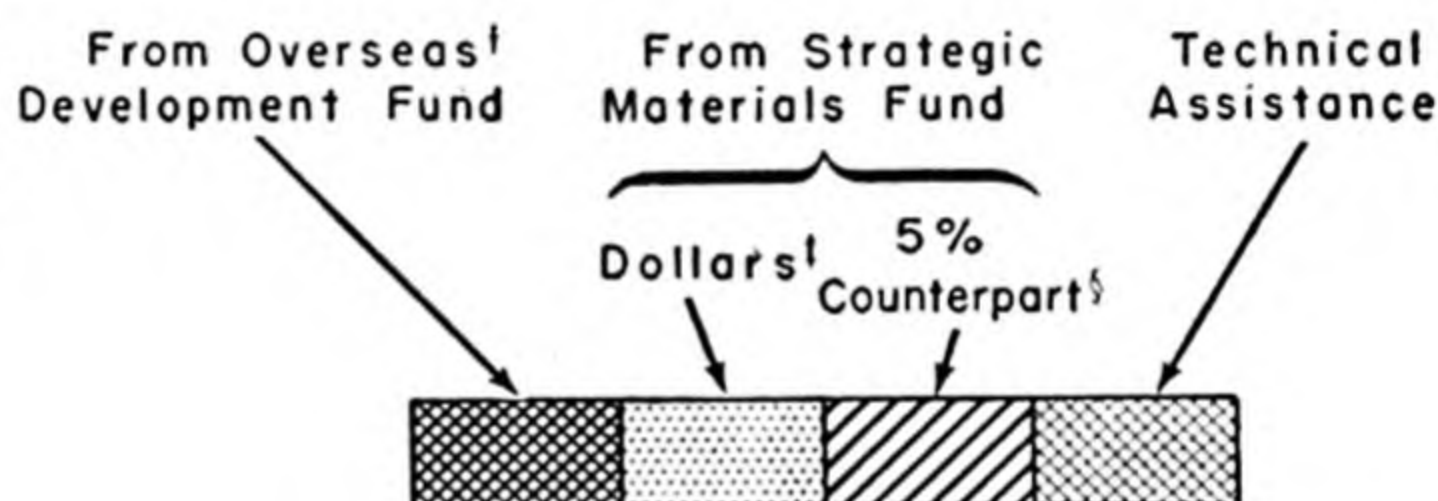 From Overseas†
Development Fund
From Strategic
Materials Fund
Technical
Assistance
Dollars†
5%
Counterpart§